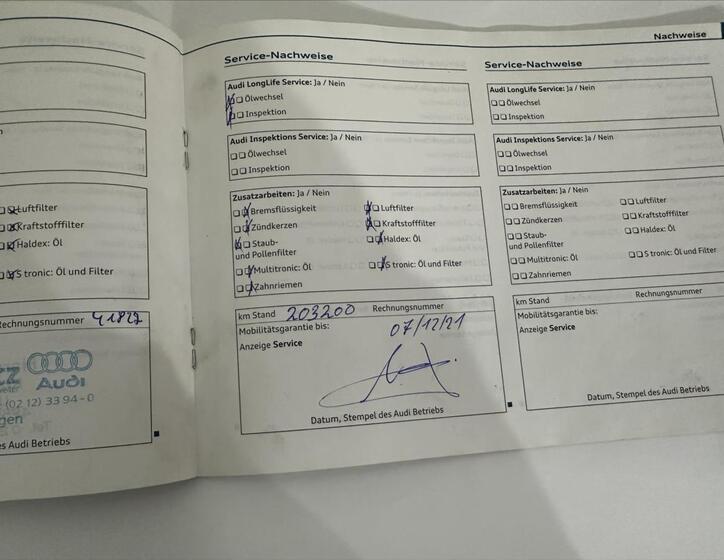 Luftfilter
Kraftstofffilter
Haldex: Öl
S tronic: Öl und Filter
Rechnungsnummer 41822
Audi
(02 12) 33 94-0
gen
es Audi Betriebs
Service-Nachweise
Audi LongLife Service: Ja / Nein
Ölwechsel
Inspektion
Audi Inspektions Service: Ja / Nein
Ölwechsel
Inspektion
Zusatzarbeiten: Ja / Nein
Bremsflüssigkeit Luftfilter
Zündkerzen Kraftstofffilter
Staub- Haldex: Öl
und Pollenfilter
Multitronic: Öl S tronic: Öl und Filter
Zahnriemen
km Stand 203200 Rechnungsnummer
Mobilitätsgarantie bis: 07/12/21
Anzeige Service
Datum, Stempel des Audi Betriebs
Nachweise
Service-Nachweise
Audi LongLife Service: Ja / Nein
Ölwechsel
Inspektion
Audi Inspektions Service: Ja / Nein
Ölwechsel
Inspektion
Zusatzarbeiten: Ja / Nein
Bremsflüssigkeit Luftfilter
Zündkerzen Kraftstofffilter
Staub- Haldex: Öl
und Pollenfilter
Multitronic: Öl S tronic: Öl und Filter
Zahnriemen
km Stand Rechnungsnummer
Mobilitätsgarantie bis:
Anzeige Service
Datum, Stempel des Audi Betriebs